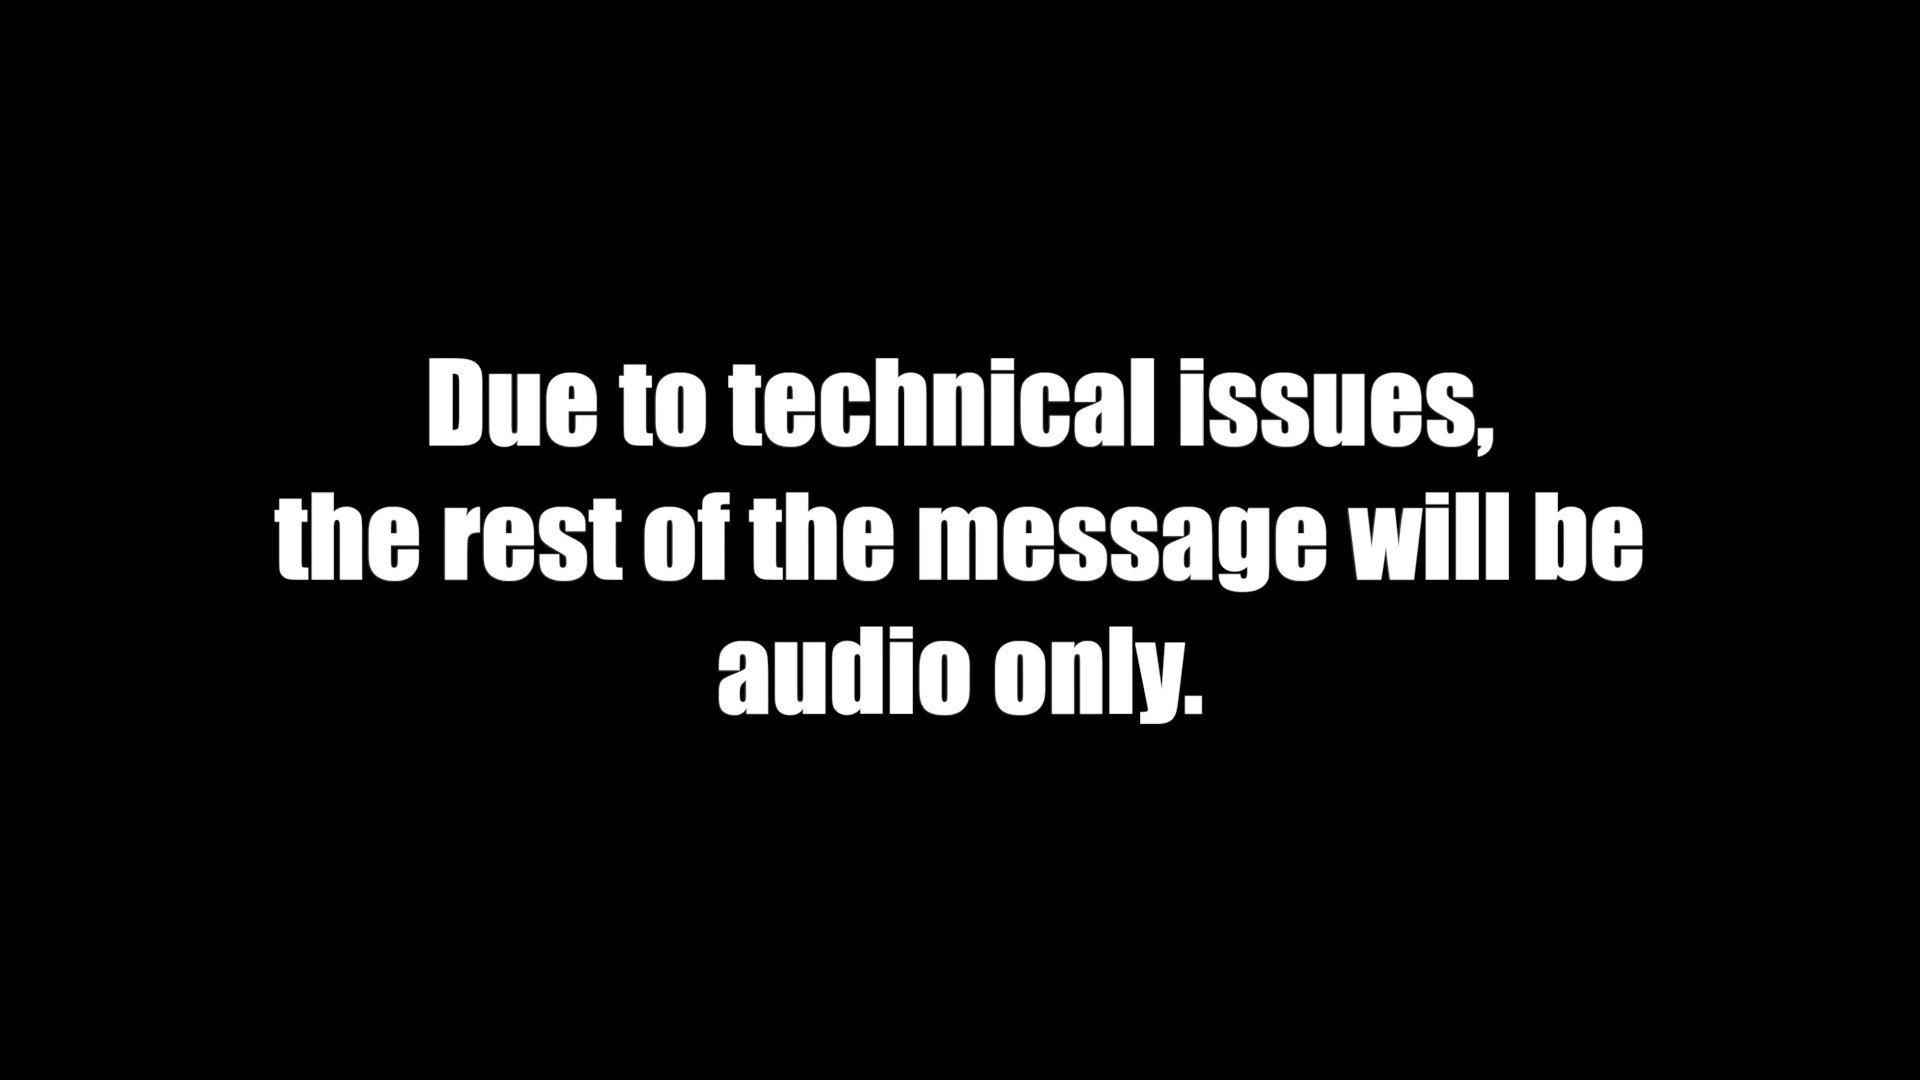 Due to technical issues,
the rest of the message will be
audio only.